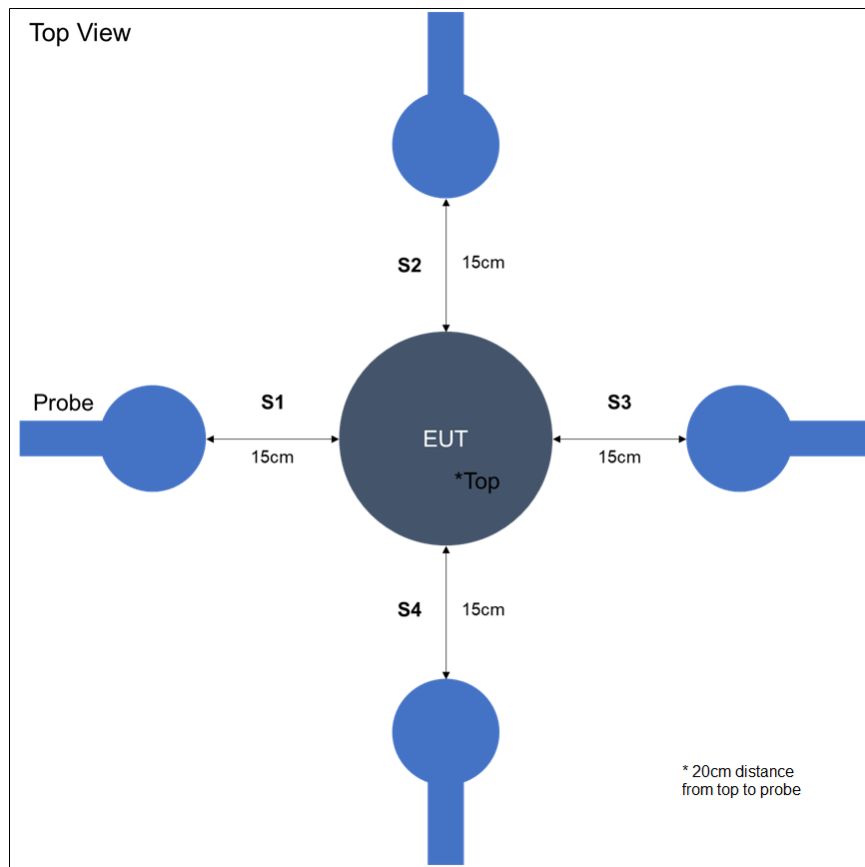 Top View
S2
15cm
Probe
S1
15cm
EUT
*Top
S3
15cm
S4
15cm
* 20cm distance
from top to probe